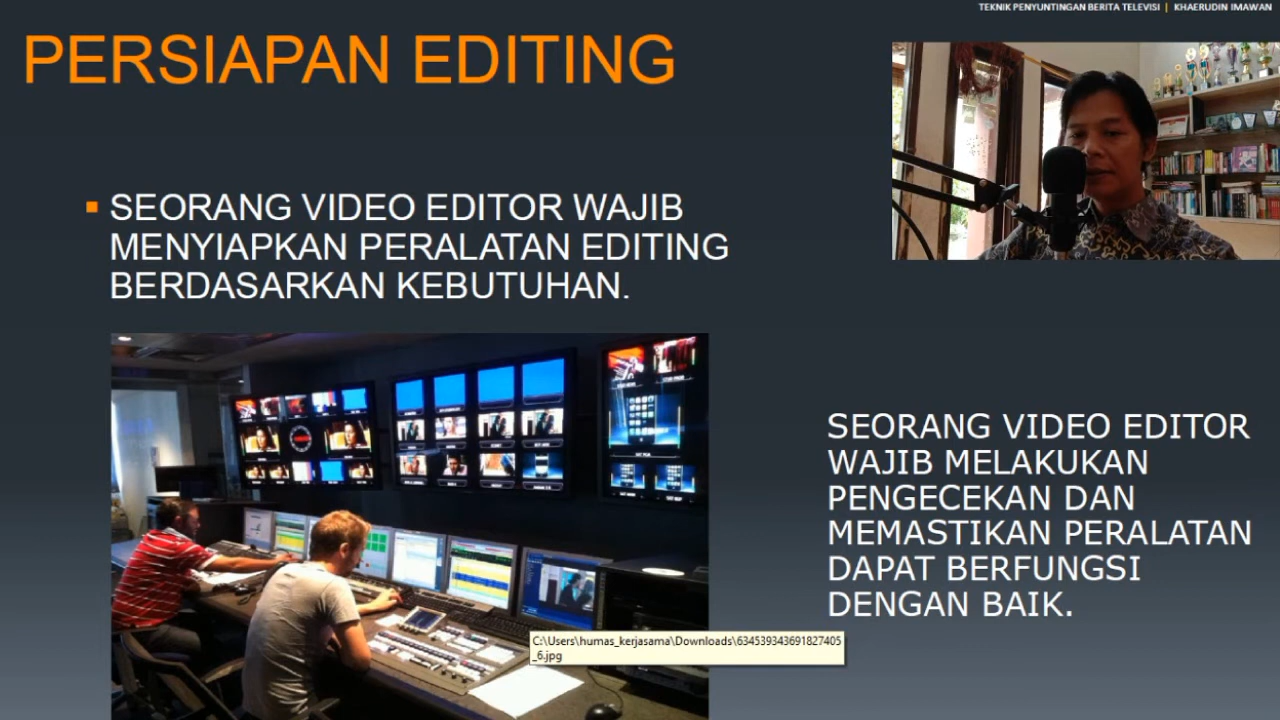 TEKNIK PENYUNTINGAN BERITA TELEVISI | KHAERUDIN IMAWAN
PERSIAPAN EDITING
▪ SEORANG VIDEO EDITOR WAJIB
MENYIAPKAN PERALATAN EDITING
BERDASARKAN KEBUTUHAN.
SEORANG VIDEO EDITOR
WAJIB MELAKUKAN
PENGECEKAN DAN
MEMASTIKAN PERALATAN
DAPAT BERFUNGSI
DENGAN BAIK.
C:\Users\humas_kerjasama\Downloads\634539343691827405
_6.jpg